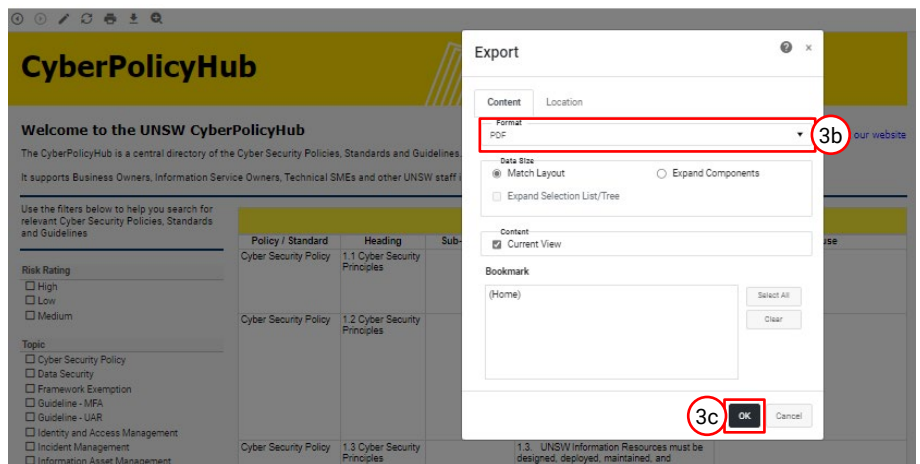 CyberPolicyHub
Welcome to the UNSW CyberPolicyHub
The CyberPolicyHub is a central directory of the Cyber Security Policies, Standards and Guidelines.
our website
It supports Business Owners, Information Service Owners, Technical SMEs and other UNSW staff i
Use the filters below to help you search for
relevant Cyber Security Policies, Standards
and Guidelines
Risk Rating
High
Low
Medium
Topic
Cyber Security Policy
Data Security
Framework Exemption
Guideline - MFA
Guideline - UAR
Identity and Access Management
Incident Management
Information Asset Management
Policy / Standard Heading Sub- use
Cyber Security Policy 1.1 Cyber Security
Principles
Cyber Security Policy 1.2 Cyber Security
Principles
Cyber Security Policy 1.3 Cyber Security 1.3. UNSW Information Resources must be
Principles designed, deployed, maintained, and
Export
Content Location
Format
PDF
3b
Data Size
Match Layout Expand Components
Expand Selection List/Tree
Content
Current View
Bookmark
(Home)
Select All
Clear
3c
OK Cancel